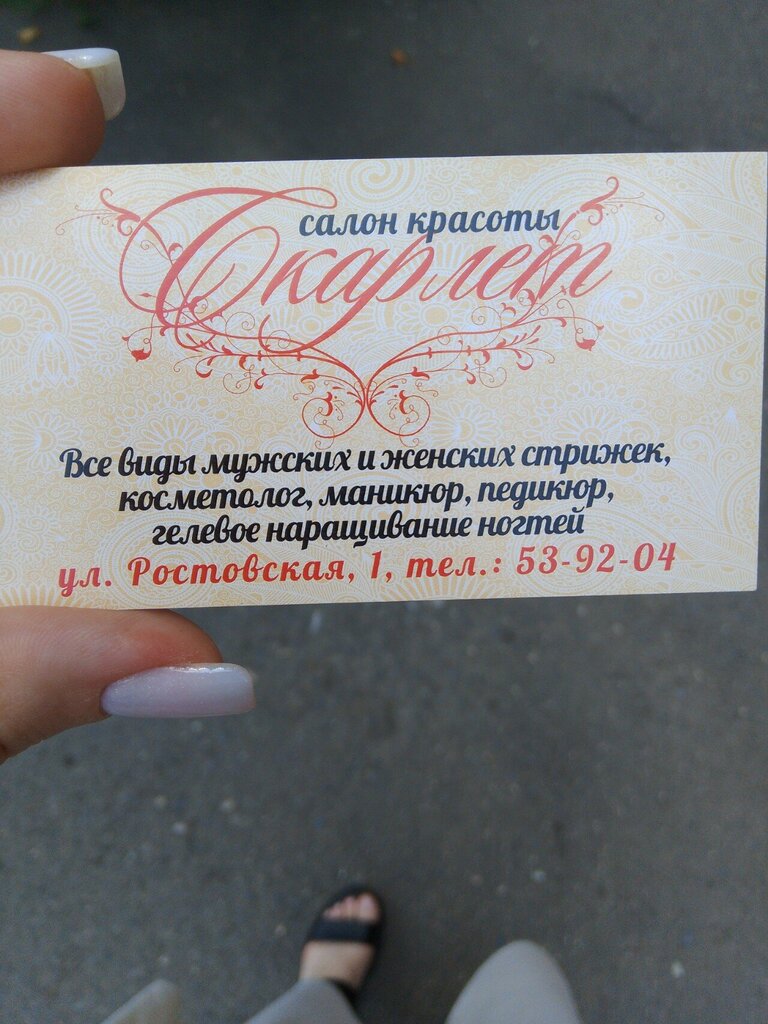 салон красоты
Скарлет
Все виды мужских и женских стрижек,
косметолог, маникюр, педикюр,
гелевое наращивание ногтей
ул. Ростовская, 1, тел.: 53-92-04